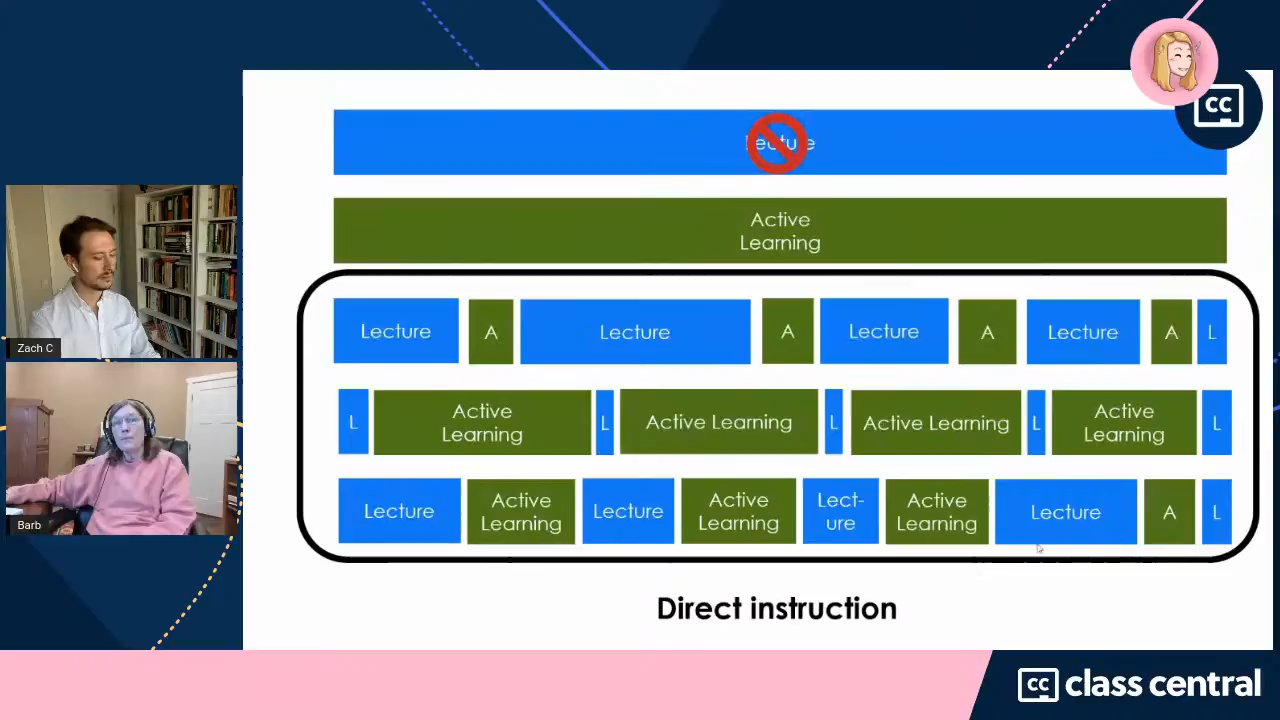 CC
Lecture
Active
Learning
Lecture A Lecture A Lecture A Lecture A L
L Active Learning L Active Learning L Active Learning L Active Learning L
Lecture Active Learning Lecture Active Learning Lect-ure Active Learning Lecture A L
Direct instruction
Zach C
Barb
CC class central